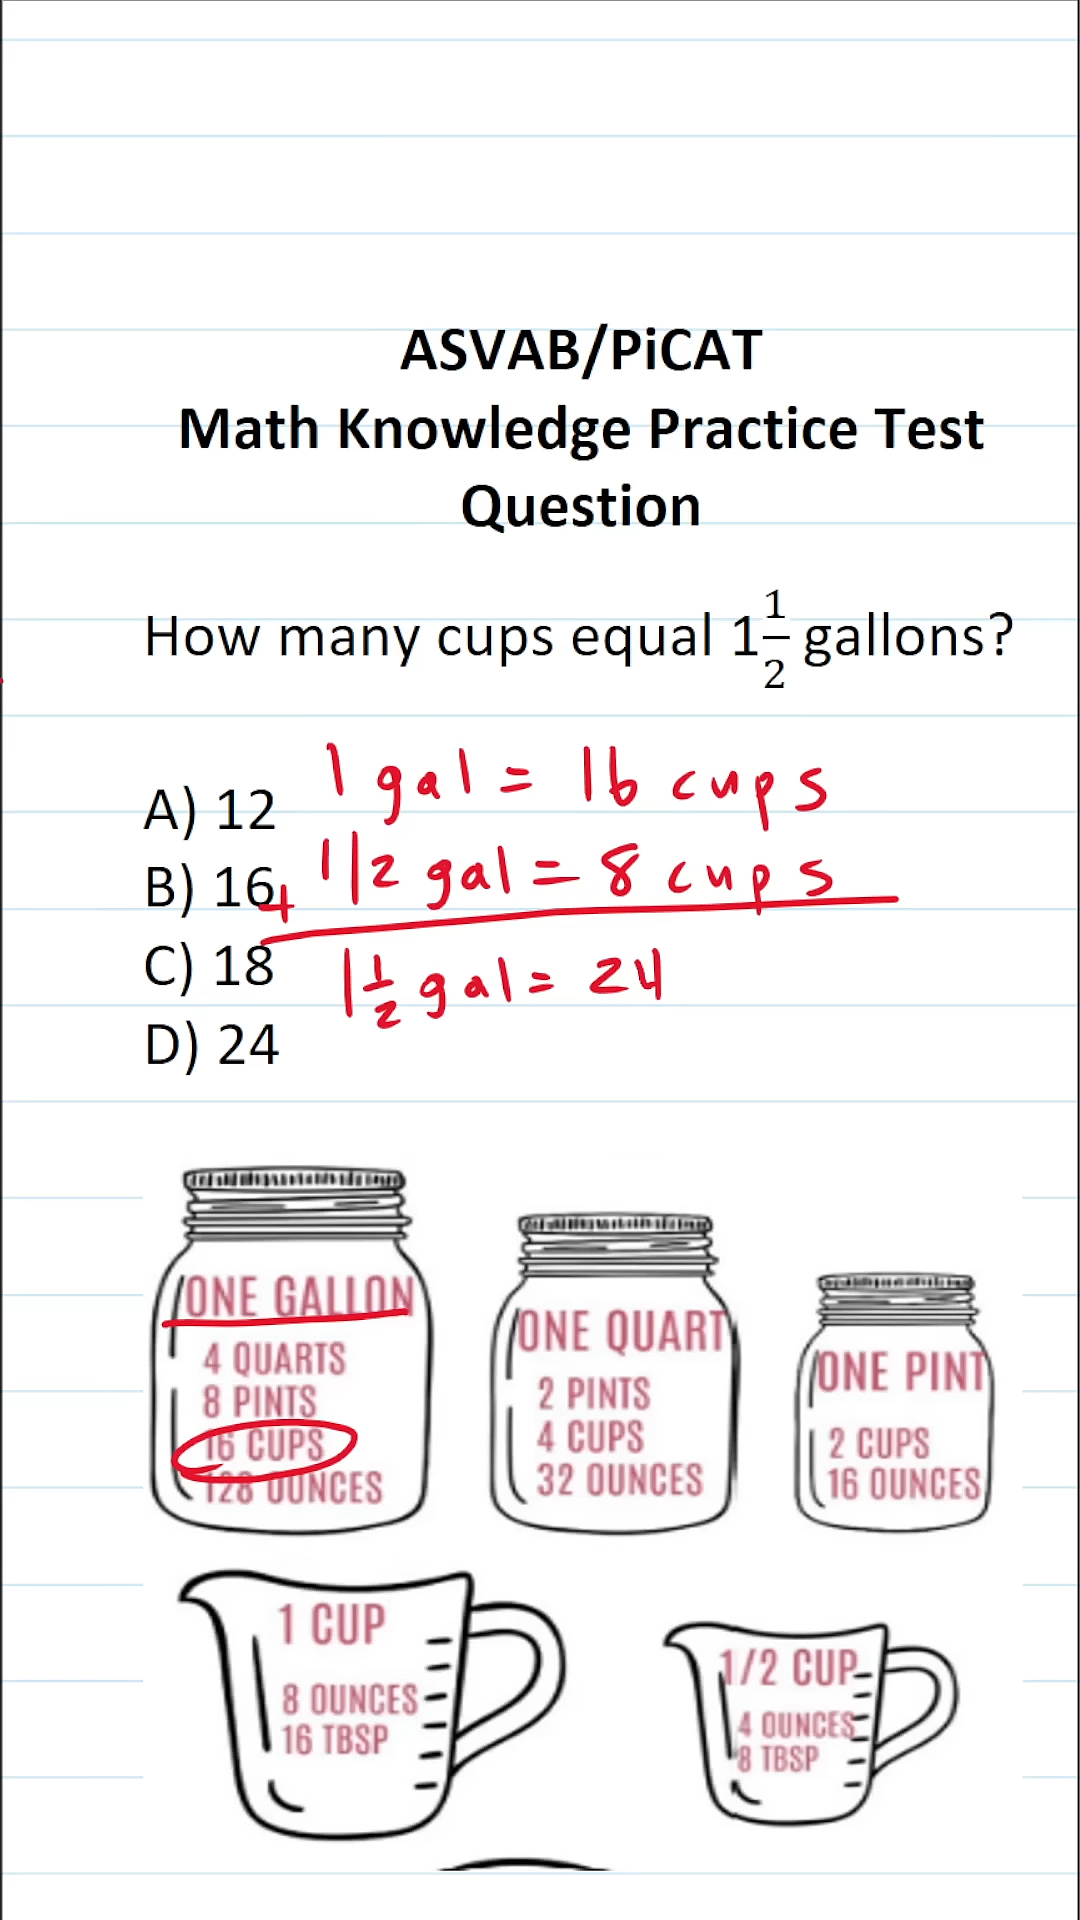 ASVAB/PiCAT
Math Knowledge Practice Test
Question
How many cups equal 1 1/2 gallons?
A) 12
1 gal = 16 cups
B) 16
+ 1/2 gal = 8 cups
C) 18
1 1/2 gal = 24
D) 24
ONE GALLON
4 QUARTS
8 PINTS
16 CUPS
128 OUNCES
ONE QUART
2 PINTS
4 CUPS
32 OUNCES
ONE PINT
2 CUPS
16 OUNCES
1 CUP
8 OUNCES
16 TBSP
1/2 CUP
4 OUNCES
8 TBSP